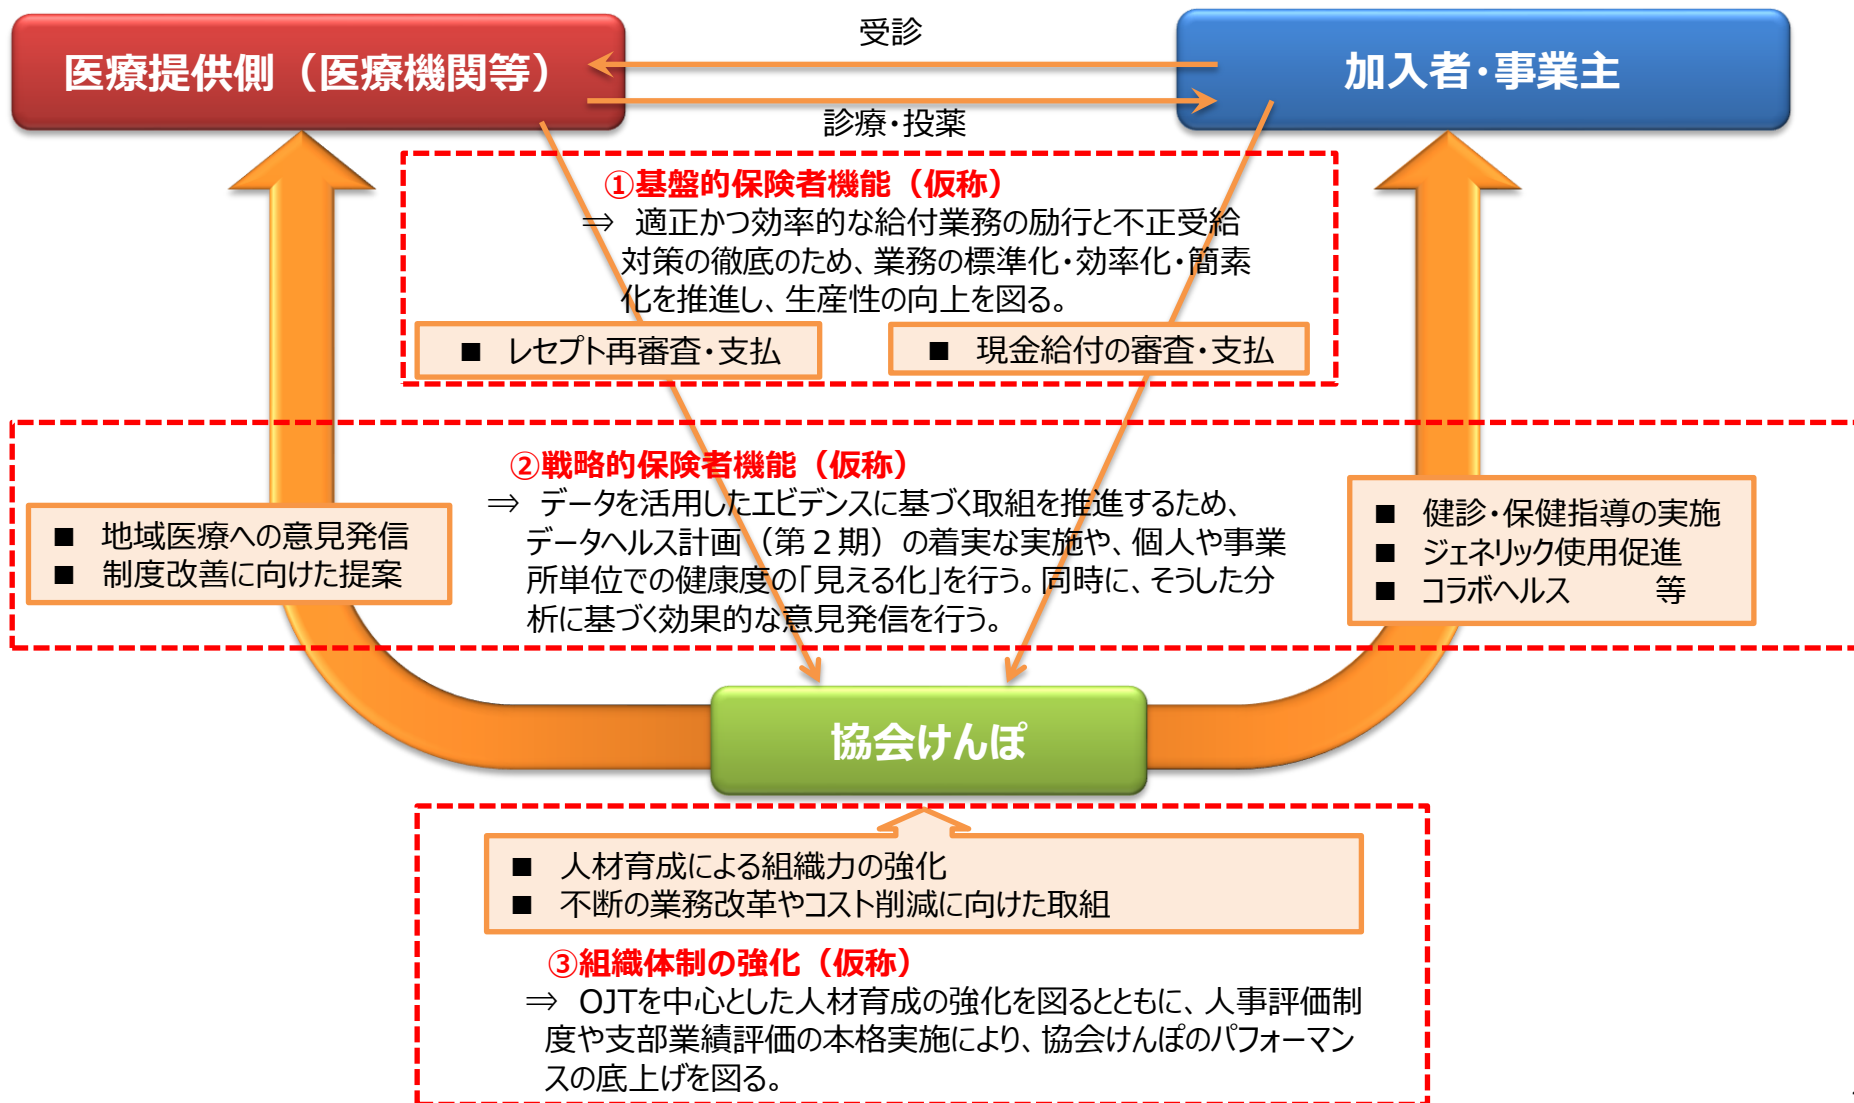 受診
医療提供側（医療機関等）
加入者・事業主
診療・投薬
①基盤的保険者機能（仮称）
⇒ 適正かつ効率的な給付業務の励行と不正受給
対策の徹底のため、業務の標準化・効率化・簡素
化を推進し、生産性の向上を図る。
■ レセプト再審査・支払
■ 現金給付の審査・支払
②戦略的保険者機能（仮称）
⇒ データを活用したエビデンスに基づく取組を推進するため、
データヘルス計画（第２期）の着実な実施や、個人や事業
所単位での健康度の「見える化」を行う。同時に、そうした分
析に基づく効果的な意見発信を行う。
■ 地域医療への意見発信
■ 制度改善に向けた提案
■ 健診・保健指導の実施
■ ジェネリック使用促進
■ コラボヘルス 等
協会けんぽ
■ 人材育成による組織力の強化
■ 不断の業務改革やコスト削減に向けた取組
③組織体制の強化（仮称）
⇒ OJTを中心とした人材育成の強化を図るとともに、人事評価制
度や支部業績評価の本格実施により、協会けんぽのパフォーマン
スの底上げを図る。